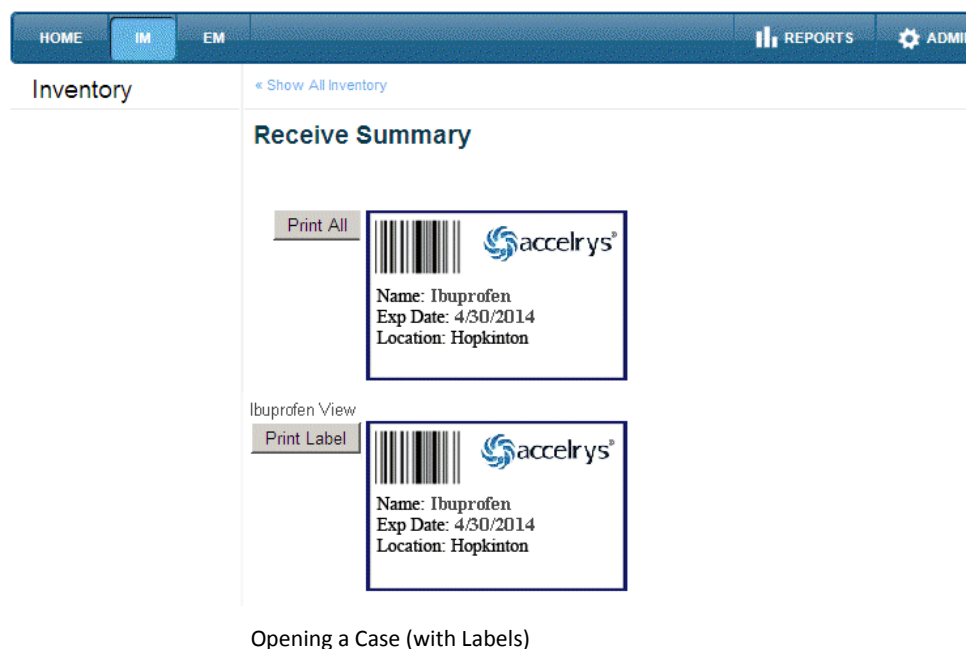 HOME IM EM REPORTS ADMI
Inventory
« Show All Inventory
Receive Summary
Print All
accelrys®
Name: Ibuprofen
Exp Date: 4/30/2014
Location: Hopkinton
Ibuprofen View
Print Label
accelrys®
Name: Ibuprofen
Exp Date: 4/30/2014
Location: Hopkinton
Opening a Case (with Labels)